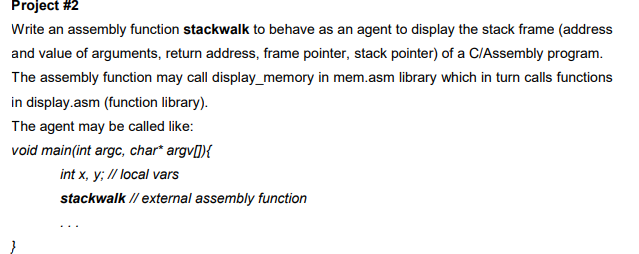 Project #2
Write an assembly function stackwalk to behave as an agent to display the stack frame (address
and value of arguments, return address, frame pointer, stack pointer) of a C/Assembly program.
The assembly function may call display_memory in mem.asm library which in turn calls functions
in display.asm (function library).
The agent may be called like:
void main(int argc, char* argv[]){
int x, y; // local vars
stackwalk // external assembly function
. . .
}